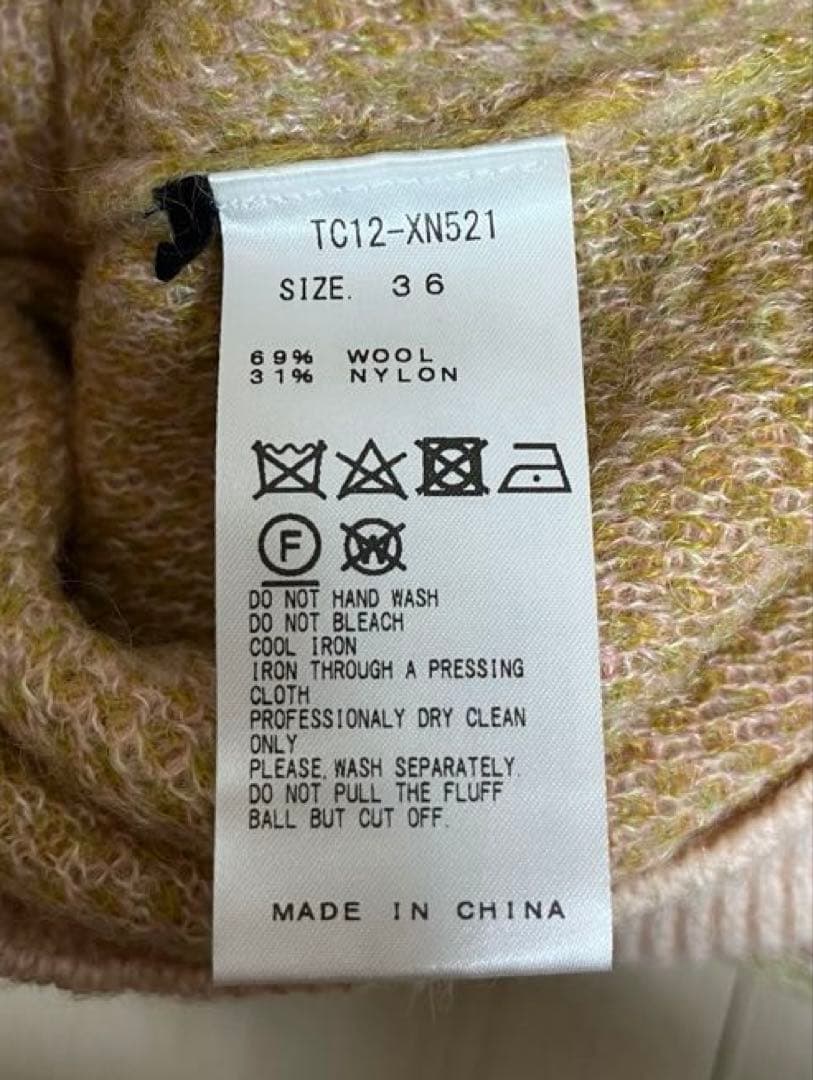 TC12-XN521
SIZE. 36
69% WOOL
31% NYLON
F W
DO NOT HAND WASH
DO NOT BLEACH
COOL IRON
IRON THROUGH A PRESSING
CLOTH
PROFESSIONALY DRY CLEAN
ONLY
PLEASE.WASH SEPARATELY.
DO NOT PULL THE FLUFF
BALL BUT CUT OFF.
MADE IN CHINA